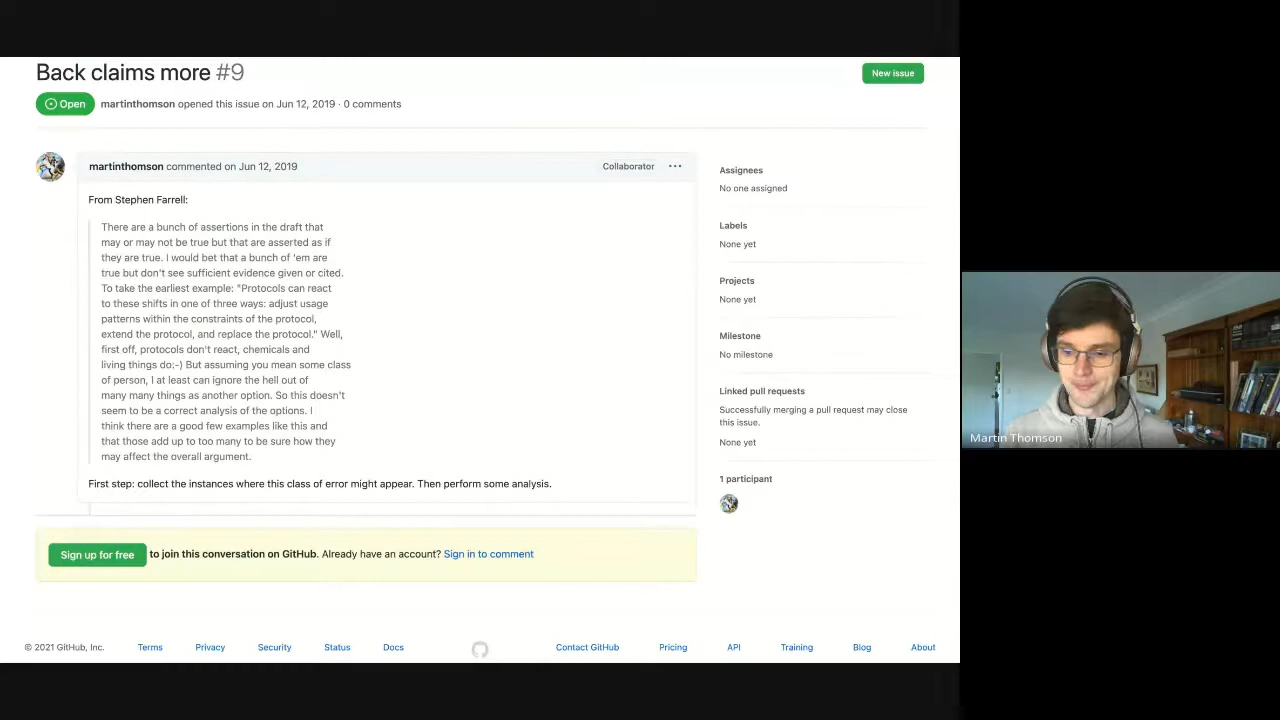 Back claims more #9
New issue
Open
martinthomson opened this issue on Jun 12, 2019 · 0 comments
martinthomson commented on Jun 12, 2019
Collaborator
From Stephen Farrell:
There are a bunch of assertions in the draft that
may or may not be true but that are asserted as if
they are true. I would bet that a bunch of 'em are
true but don't see sufficient evidence given or cited.
To take the earliest example: "Protocols can react
to these shifts in one of three ways: adjust usage
patterns within the constraints of the protocol,
extend the protocol, and replace the protocol." Well,
first off, protocols don't react, chemicals and
living things do:-) But assuming you mean some class
of person, I at least can ignore the hell out of
many many things as another option. So this doesn't
seem to be a correct analysis of the options. I
think there are a good few examples like this and
that those add up to too many to be sure how they
may affect the overall argument.
First step: collect the instances where this class of error might appear. Then perform some analysis.
Assignees
No one assigned
Labels
None yet
Projects
None yet
Milestone
No milestone
Linked pull requests
Successfully merging a pull request may close
this issue.
None yet
1 participant
Sign up for free to join this conversation on GitHub. Already have an account? Sign in to comment
© 2021 GitHub, Inc. Terms Privacy Security Status Docs Contact GitHub Pricing API Training Blog About
Martin Thomson